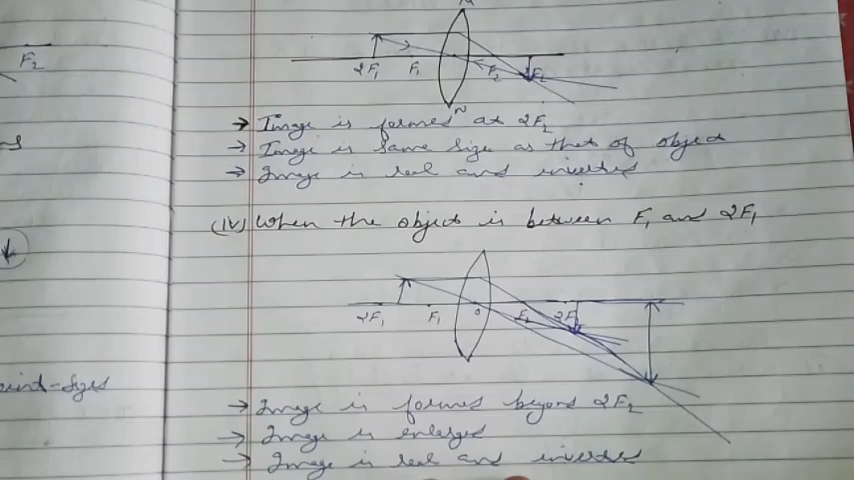 M
2F₁ F₁ F₂ F₂
N
F₂
→ Image is formed at 2F₂
→ Image is same size as that of object
→ Image is real and inverted
(iv) When the object is between F₁ and 2F₁
2F₁ F₁ O F₂ 2F
→ Image is formed beyond 2F₂
→ Image is enlarged
→ Image is real and inverted